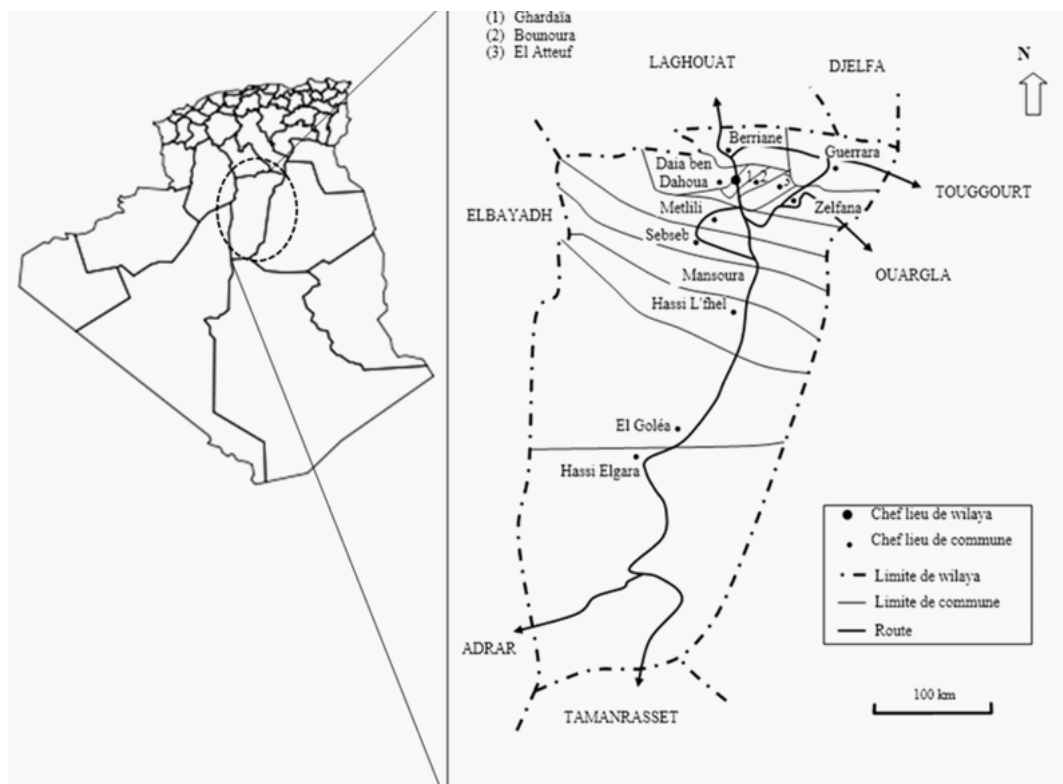 (1) Ghardaïa
(2) Bounoura
(3) El Atteuf
N
LAGHOUAT
DJELFA
Berriane
Guerrara
Daia ben
Dahoua
1
2
3
TOUGGOURT
ELBAYADH
Metlili
Zelfana
Sebseb
OUARGLA
Mansoura
Hassi L'fhel
El Goléa
Hassi Elgara
Chef lieu de wilaya
Chef lieu de commune
Limite de wilaya
Limite de commune
Route
ADRAR
100 km
TAMANRASSET